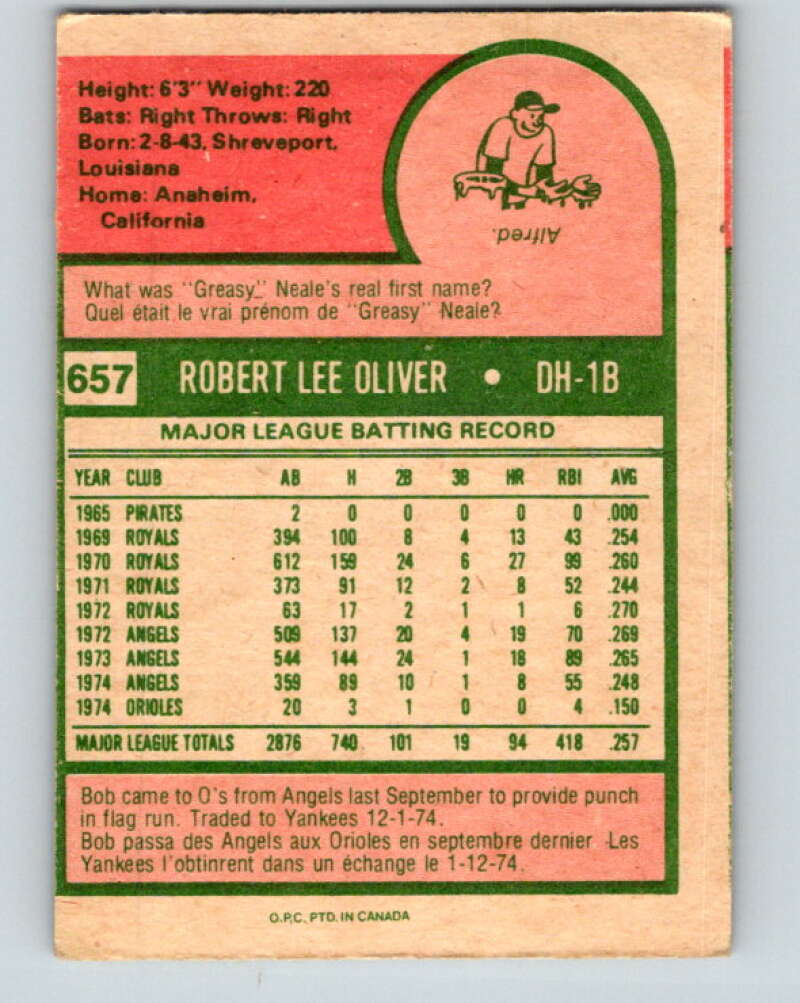 Height: 6'3" Weight: 220
Bats: Right Throws: Right
Born: 2-8-43, Shreveport,
Louisiana
Home: Anaheim,
California
Alfred.
What was "Greasy" Neale's real first name?
Quel était le vrai prénom de "Greasy" Neale?
657 ROBERT LEE OLIVER • DH-1B
MAJOR LEAGUE BATTING RECORD
YEAR CLUB AB H 2B 3B HR RBI AVG
1965 PIRATES 2 0 0 0 0 0 .000
1969 ROYALS 394 100 8 4 13 43 .254
1970 ROYALS 612 159 24 6 27 99 .260
1971 ROYALS 373 91 12 2 8 52 .244
1972 ROYALS 63 17 2 1 1 6 .270
1972 ANGELS 509 137 20 4 19 70 .269
1973 ANGELS 544 144 24 1 18 89 .265
1974 ANGELS 359 89 10 1 8 55 .248
1974 ORIOLES 20 3 1 0 0 4 .150
MAJOR LEAGUE TOTALS 2876 740 101 19 94 418 .257
Bob came to O's from Angels last September to provide punch
in flag run. Traded to Yankees 12-1-74.
Bob passa des Angels aux Orioles en septembre dernier Les
Yankees l'obtinrent dans un échange le 1-12-74.
O.P.C. PTD. IN CANADA